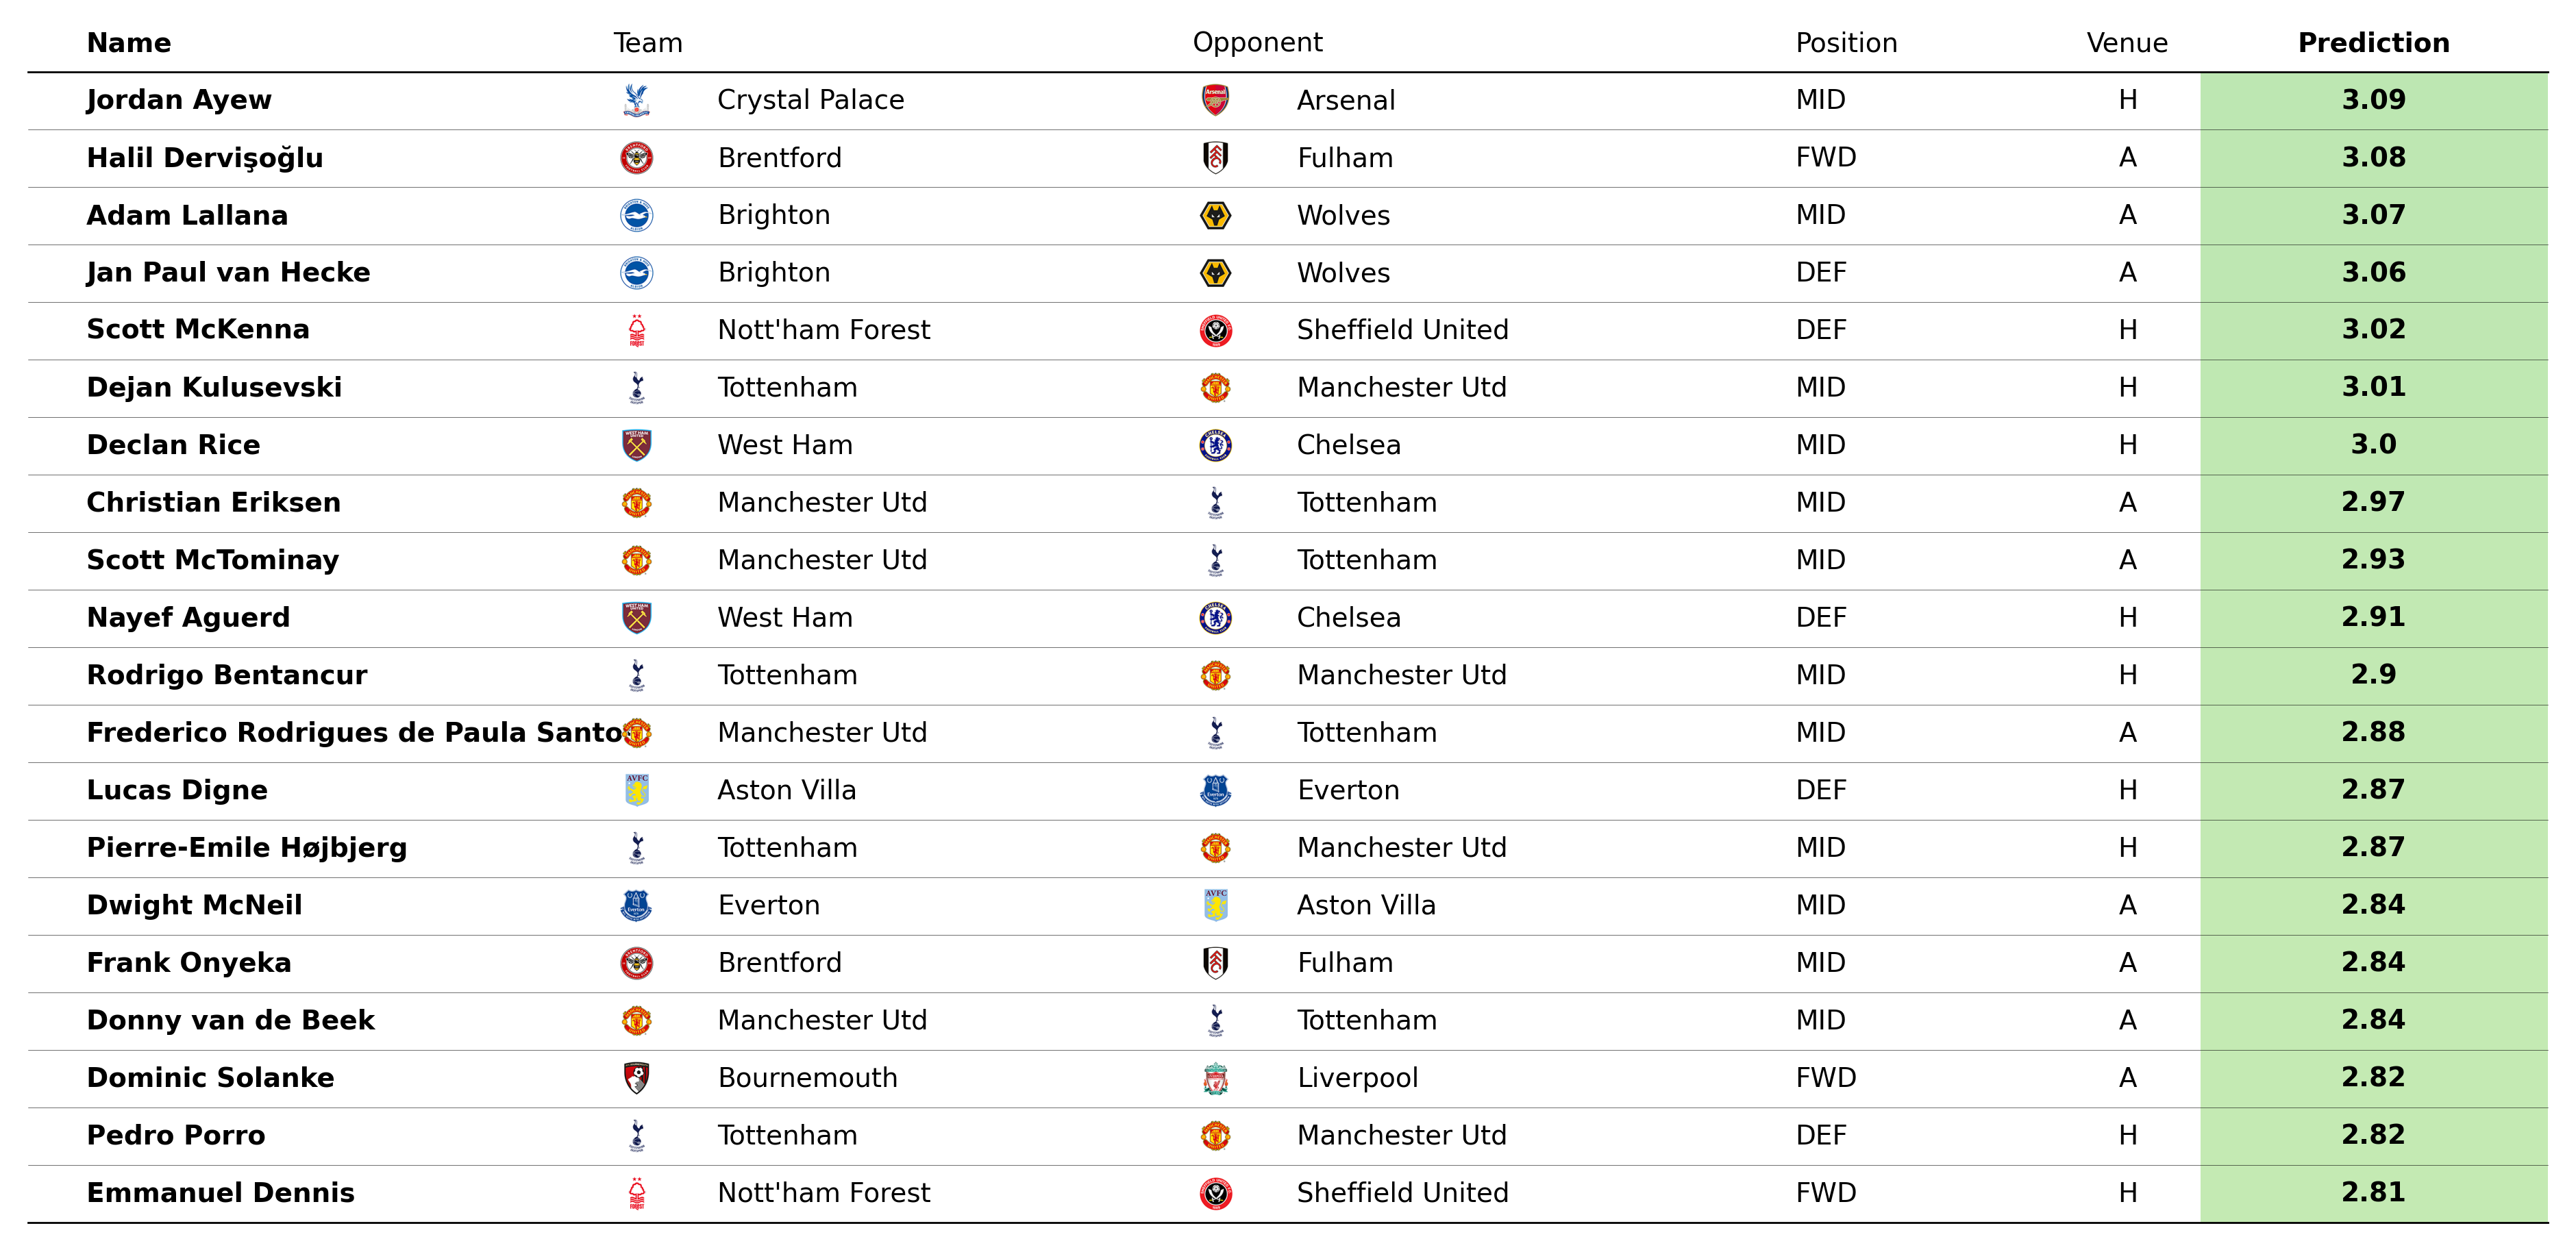 Name Team Opponent Position Venue Prediction
Jordan Ayew Crystal Palace Arsenal MID H 3.09
Halil Dervişoğlu Brentford Fulham FWD A 3.08
Adam Lallana Brighton Wolves MID A 3.07
Jan Paul van Hecke Brighton Wolves DEF A 3.06
Scott McKenna Nott'ham Forest Sheffield United DEF H 3.02
Dejan Kulusevski Tottenham Manchester Utd MID H 3.01
Declan Rice West Ham Chelsea MID H 3.0
Christian Eriksen Manchester Utd Tottenham MID A 2.97
Scott McTominay Manchester Utd Tottenham MID A 2.93
Nayef Aguerd West Ham Chelsea DEF H 2.91
Rodrigo Bentancur Tottenham Manchester Utd MID H 2.9
Frederico Rodrigues de Paula Santo Manchester Utd Tottenham MID A 2.88
Lucas Digne Aston Villa Everton DEF H 2.87
Pierre-Emile Højbjerg Tottenham Manchester Utd MID H 2.87
Dwight McNeil Everton Aston Villa MID A 2.84
Frank Onyeka Brentford Fulham MID A 2.84
Donny van de Beek Manchester Utd Tottenham MID A 2.84
Dominic Solanke Bournemouth Liverpool FWD A 2.82
Pedro Porro Tottenham Manchester Utd DEF H 2.82
Emmanuel Dennis Nott'ham Forest Sheffield United FWD H 2.81